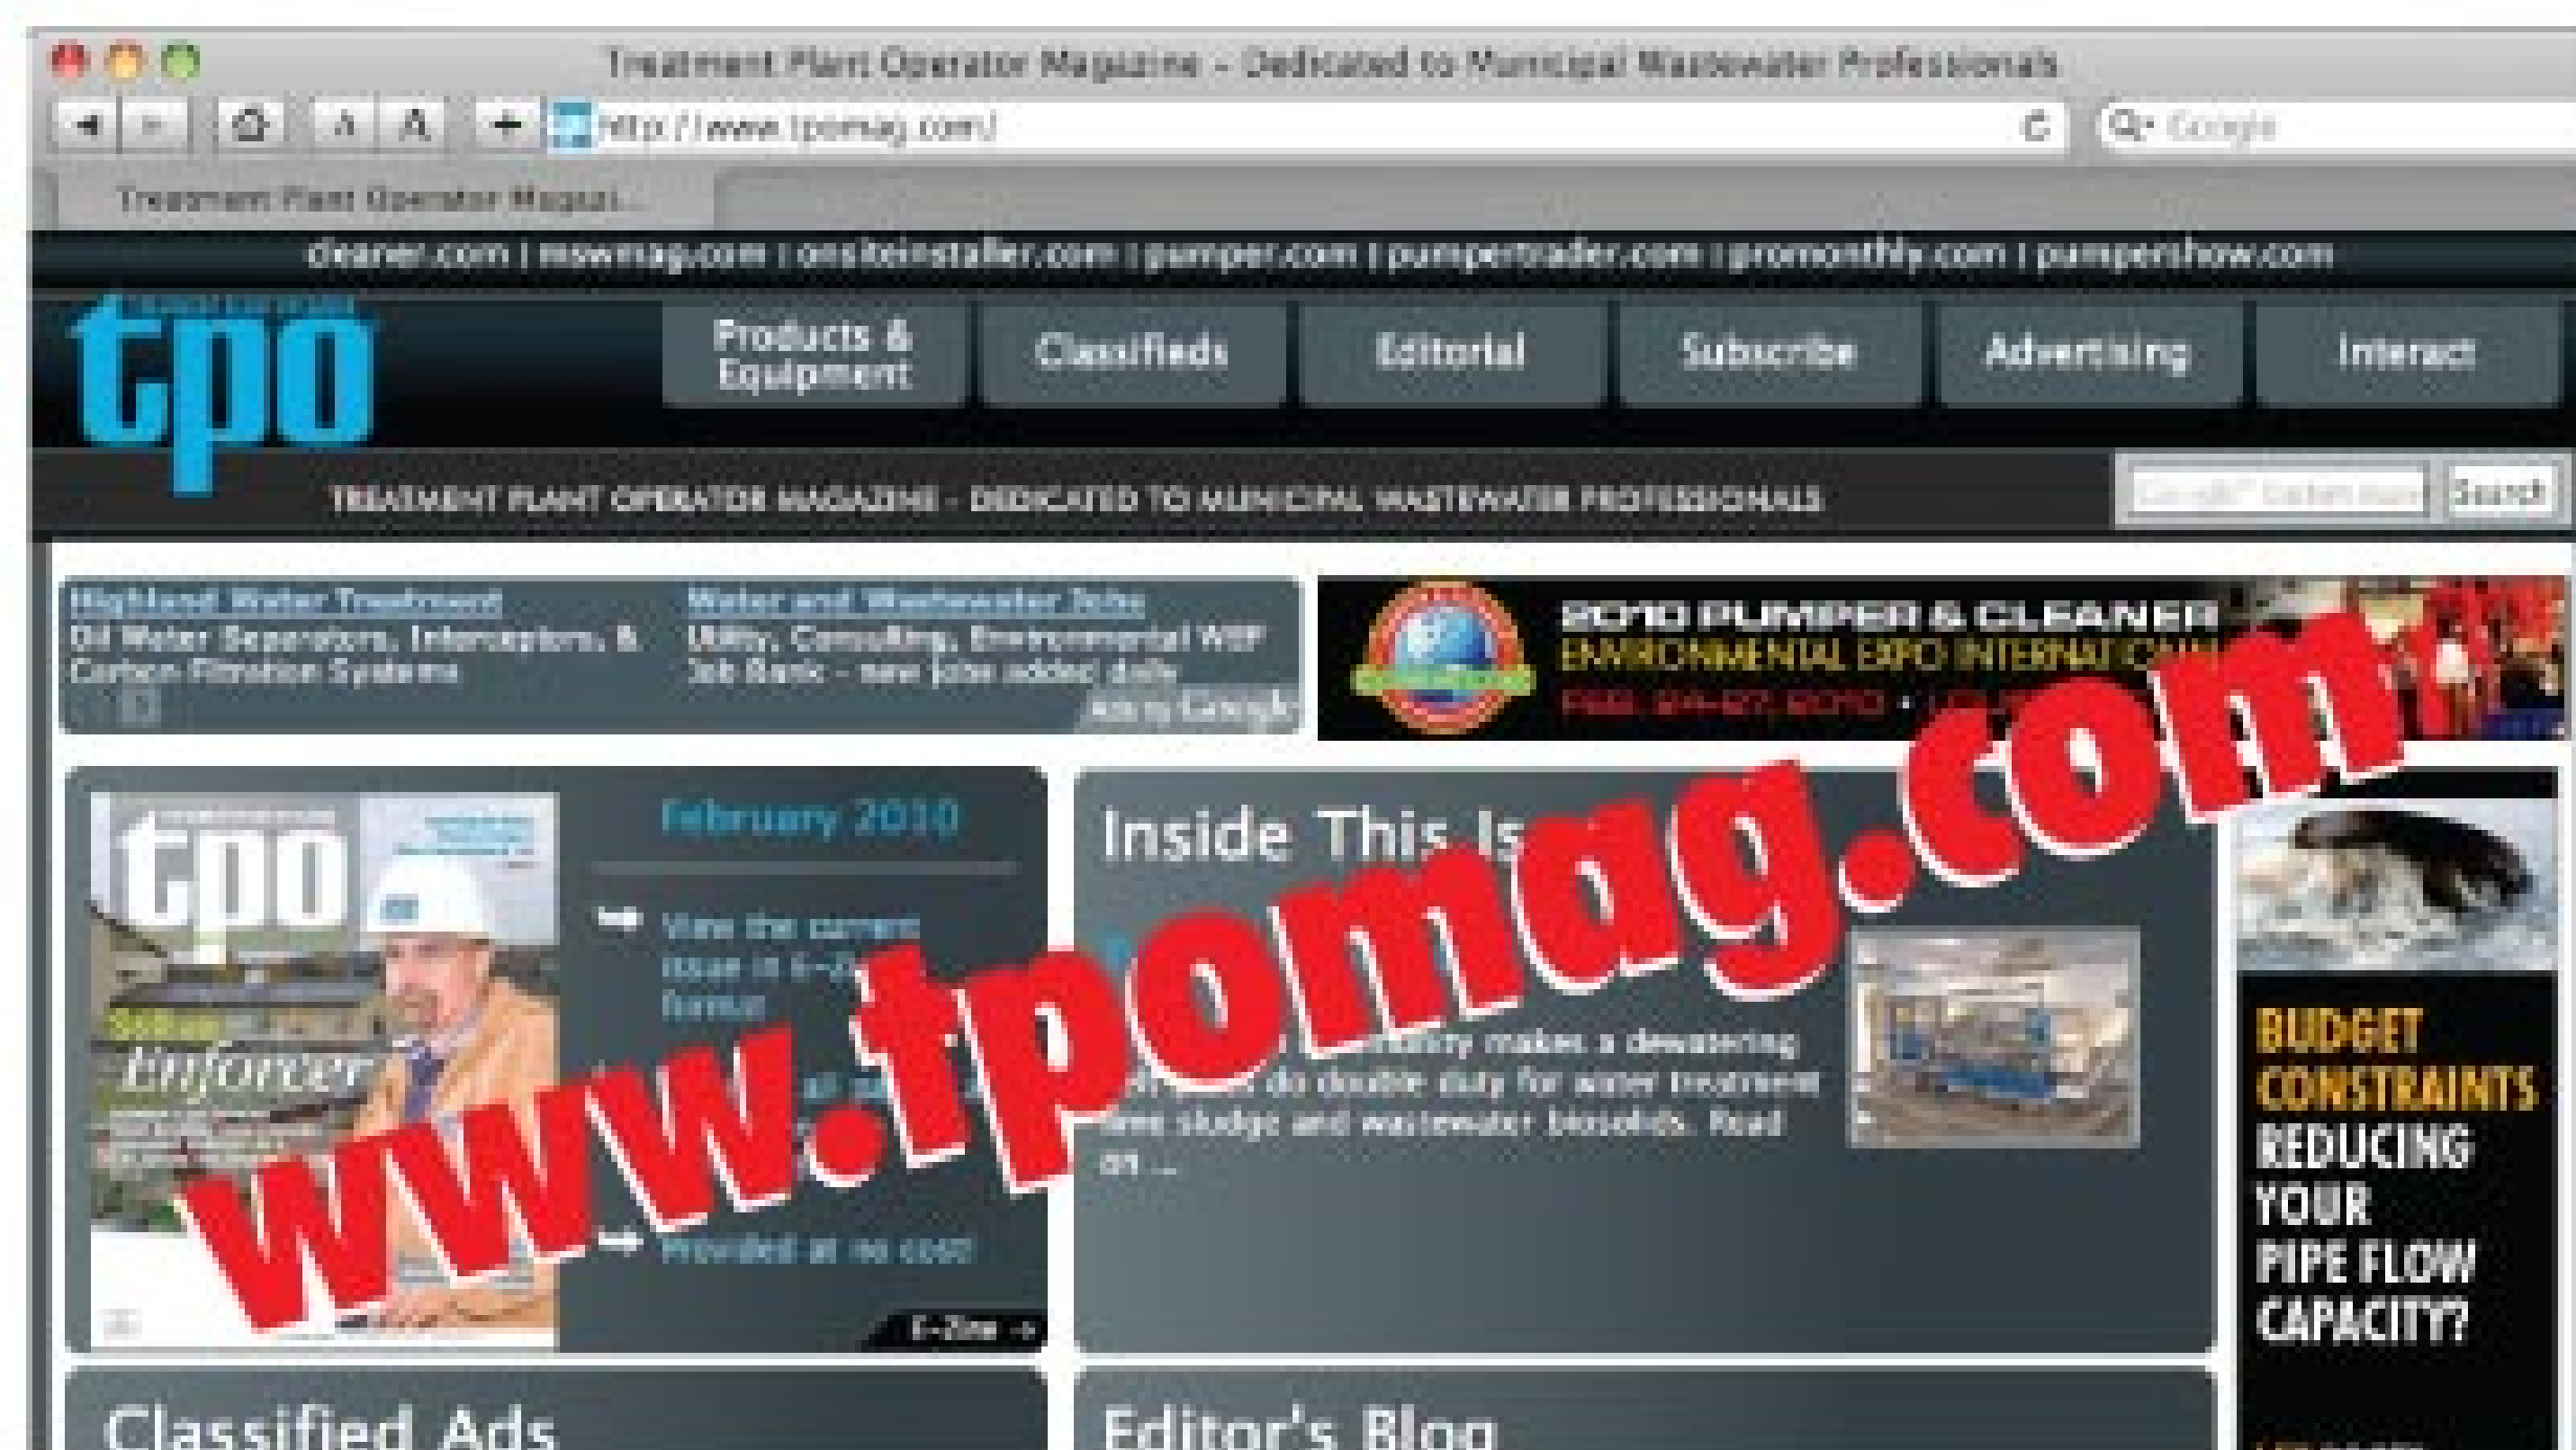 Treatment Plant Operator Magazine – Dedicated to Municipal Wastewater Professionals
A A + http://www.tpomag.com/ Google
Treatment Plant Operator Magazi...
cleaner.com | mswmag.com | onsiteinstaller.com | pumper.com | pumpertrader.com | promonthly.com | pumpershow.com
tpo
Products &
Equipment
Classifieds
Editorial
Subscribe
Advertising
Interact
TREATMENT PLANT OPERATOR MAGAZINE - DEDICATED TO MUNICIPAL WASTEWATER PROFESSIONALS
Search
Highland Water Treatment
Oil Water Separators, Interceptors, &
Carbon Filtration Systems
Water and Wastewater Jobs
Utility, Consulting, Environmental WEF
Job Bank - new jobs added daily
Ads by Google
2010 PUMPER & CLEANER
ENVIRONMENTAL EXPO
www.tpomag.com
tpo
Enforcer
February 2010
View the current
issue in
format
Provided at no cost!
E-Zine ->
Inside This
makes a dewatering
do double duty for water treatment
sludge and wastewater biosolids. Read
on ...
BUDGET
CONSTRAINTS
REDUCING
YOUR
PIPE FLOW
CAPACITY?
Classified Ads
Editor's Blog